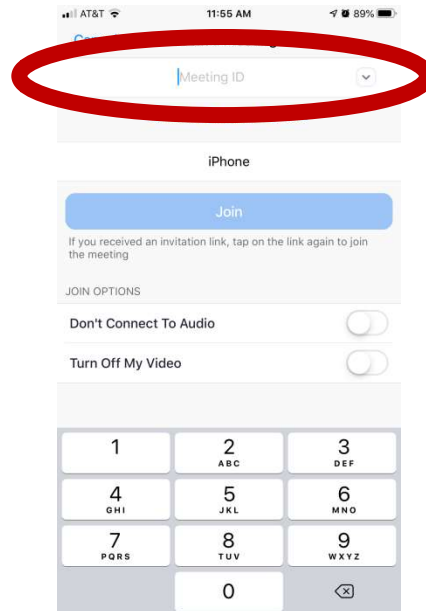 AT&T 11:55 AM 89%
Meeting ID
iPhone
Join
If you received an invitation link, tap on the link again to join
the meeting
JOIN OPTIONS
Don't Connect To Audio
Turn Off My Video
1 2 3
ABC DEF
4 5 6
GHI JKL MNO
7 8 9
PQRS TUV WXYZ
0